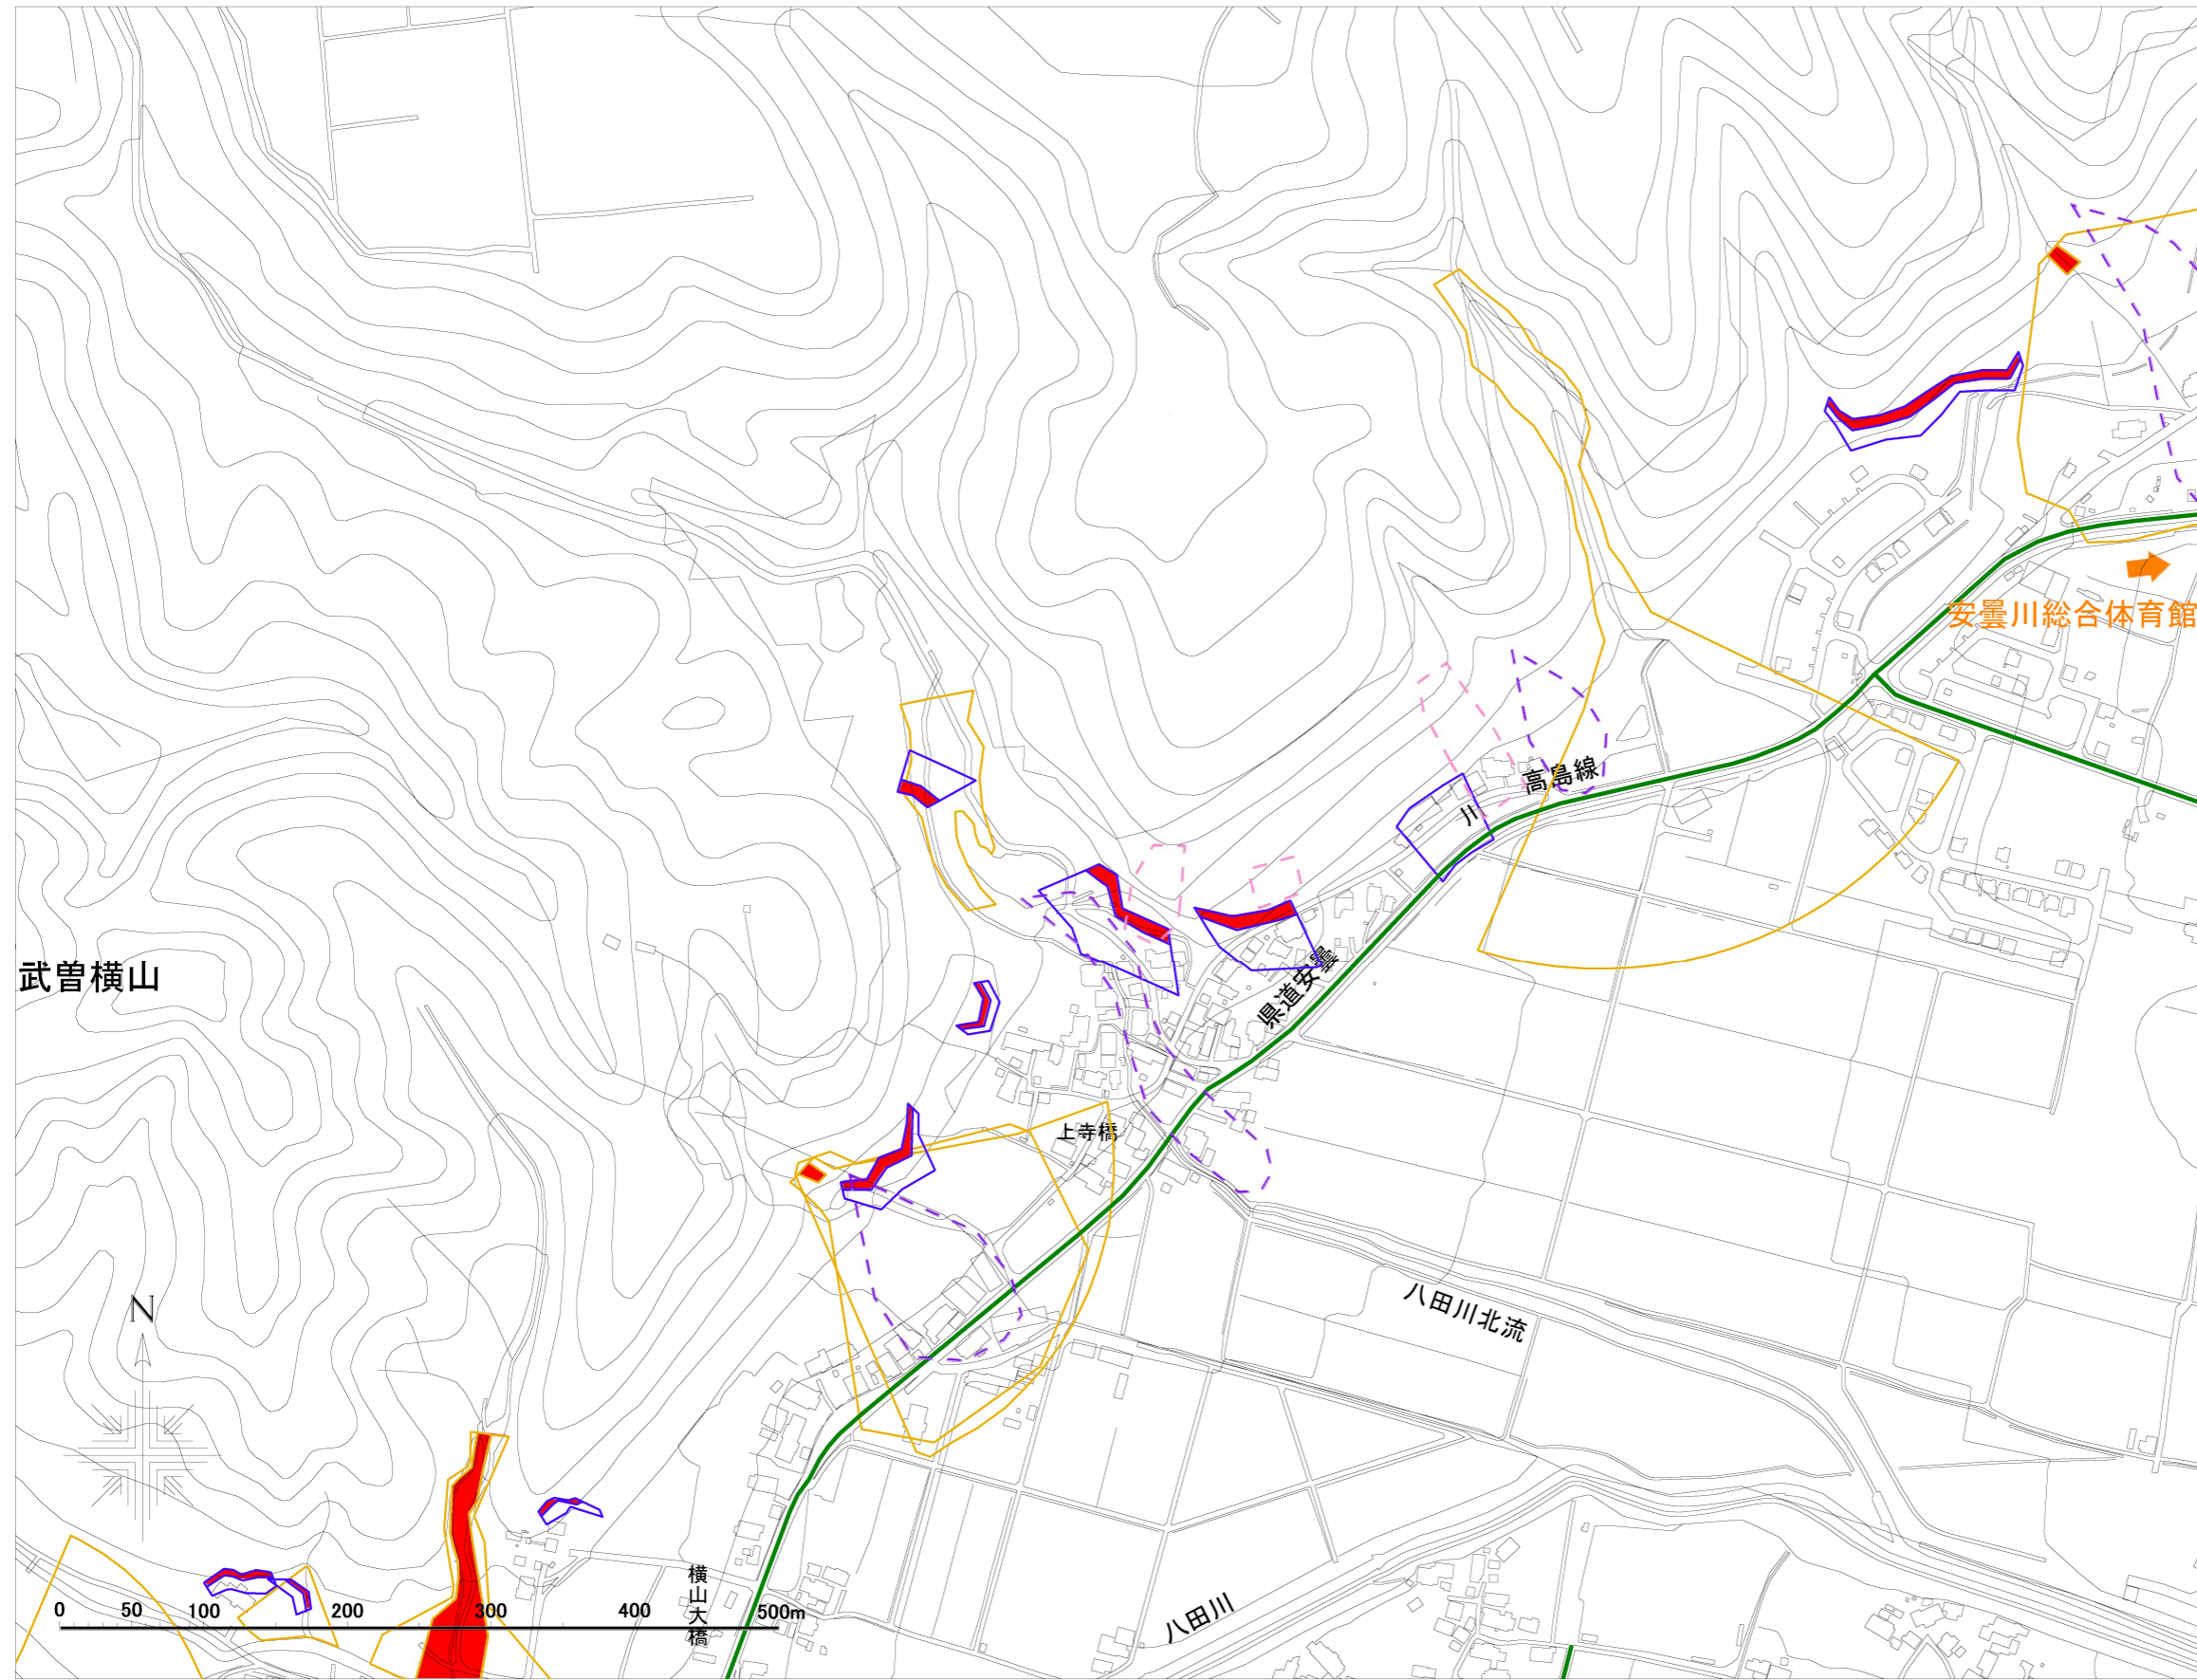 安曇川総合体育館
高島線
川
県道安曇
武曽横山
上寺橋
八田川北流
N
横山大橋
八田川
0 50 100 200 300 400 500m